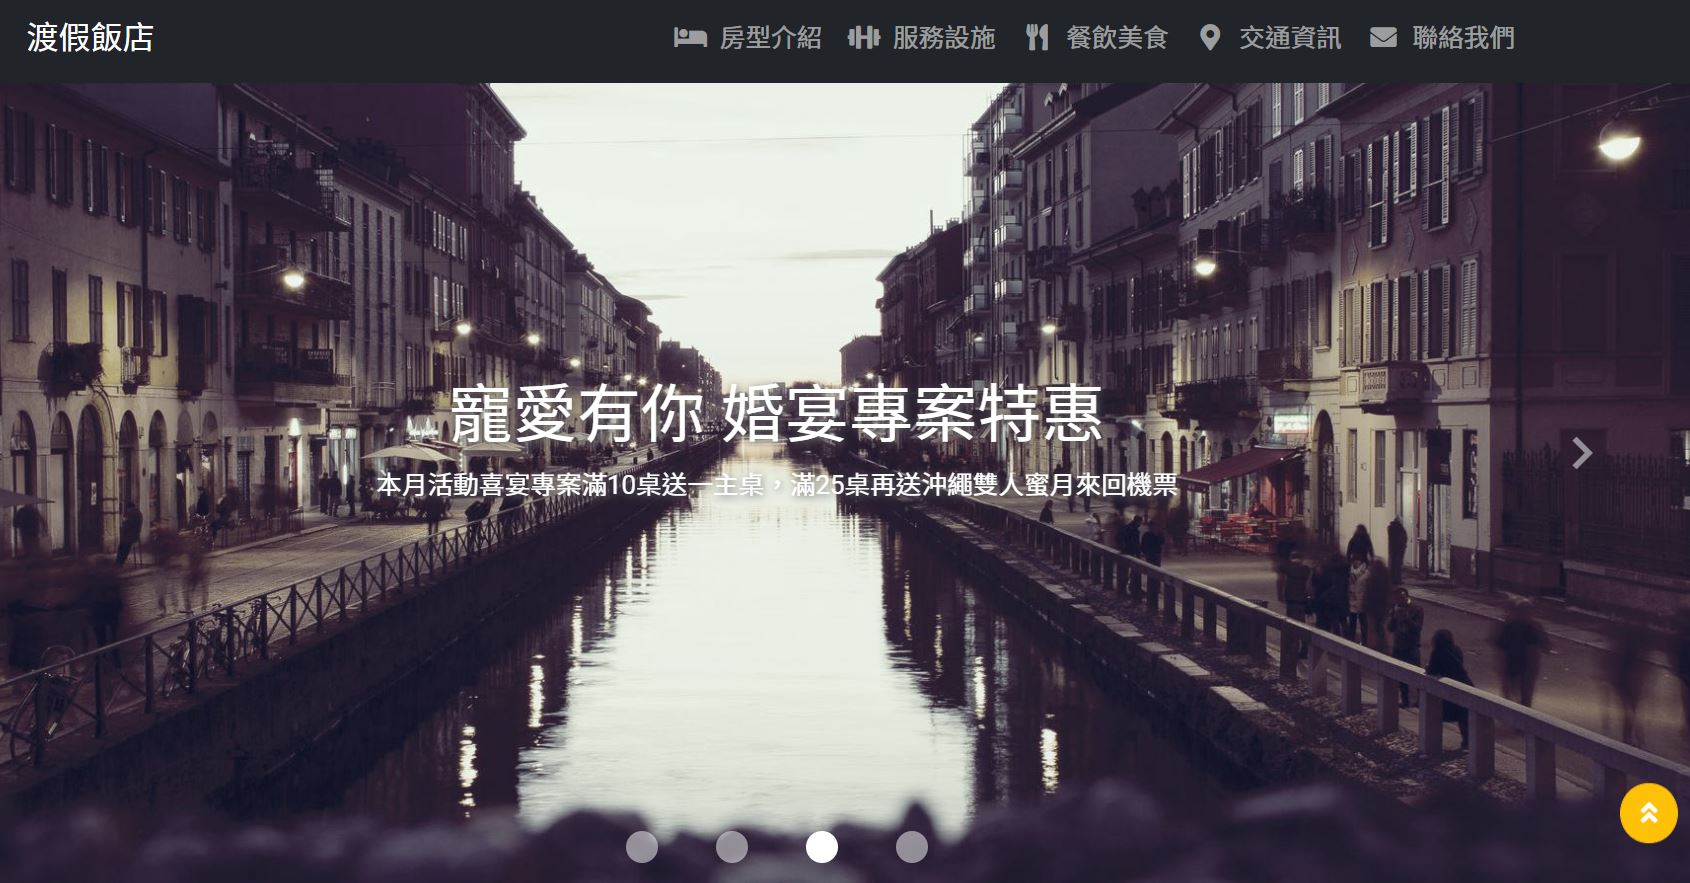 渡假飯店
房型介紹 服務設施 餐飲美食 交通資訊 聯絡我們
寵愛有你 婚宴專案特惠
本月活動喜宴專案滿10桌送一主桌，滿25桌再送沖繩雙人蜜月來回機票